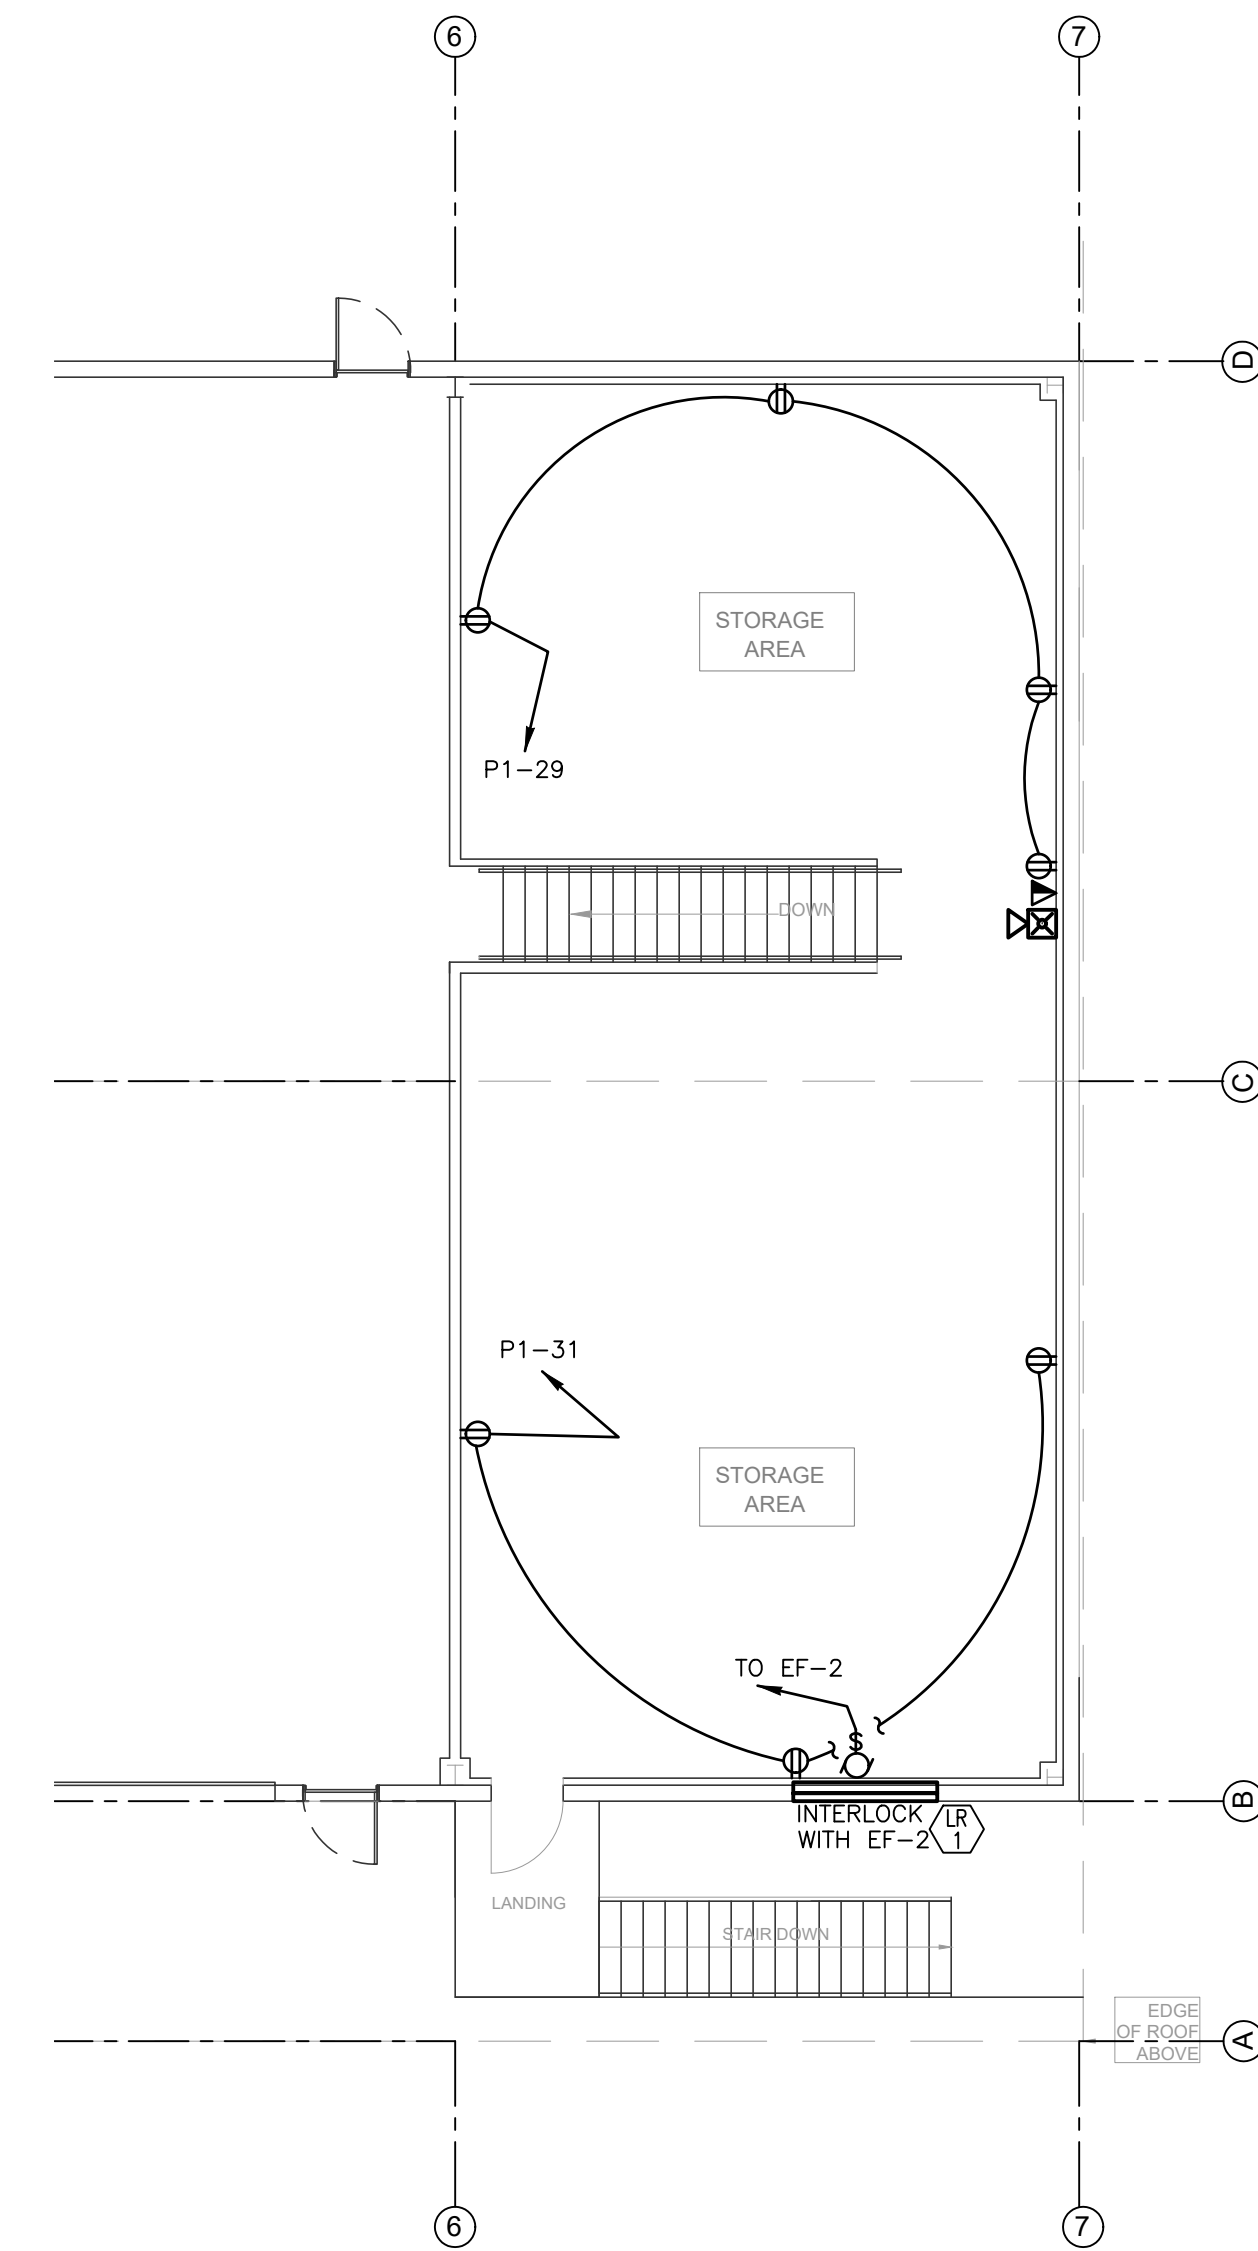 6
7
D
STORAGE
AREA
P1-29
DOWN
C
P1-31
STORAGE
AREA
TO EF-2
$
B
INTERLOCK
WITH EF-2
LR
1
LANDING
STAIR DOWN
EDGE
OF ROOF
ABOVE
A
6
7